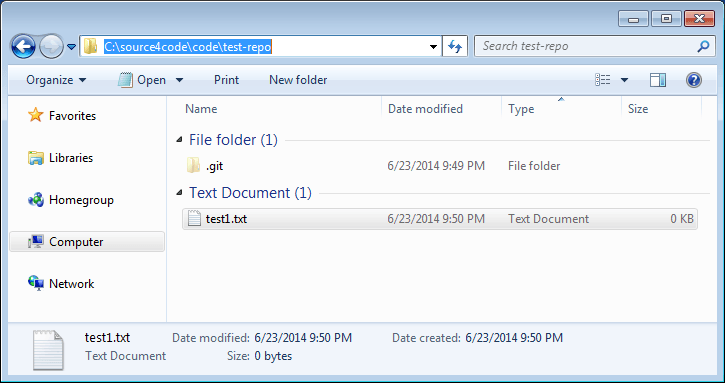 C:\source4code\code\test-repo
Search test-repo
Organize Open Print New folder
Favorites
Libraries
Homegroup
Computer
Network
Name Date modified Type Size
File folder (1)
.git 6/23/2014 9:49 PM File folder
Text Document (1)
test1.txt 6/23/2014 9:50 PM Text Document 0 KB
test1.txt Date modified: 6/23/2014 9:50 PM Date created: 6/23/2014 9:50 PM
Text Document Size: 0 bytes